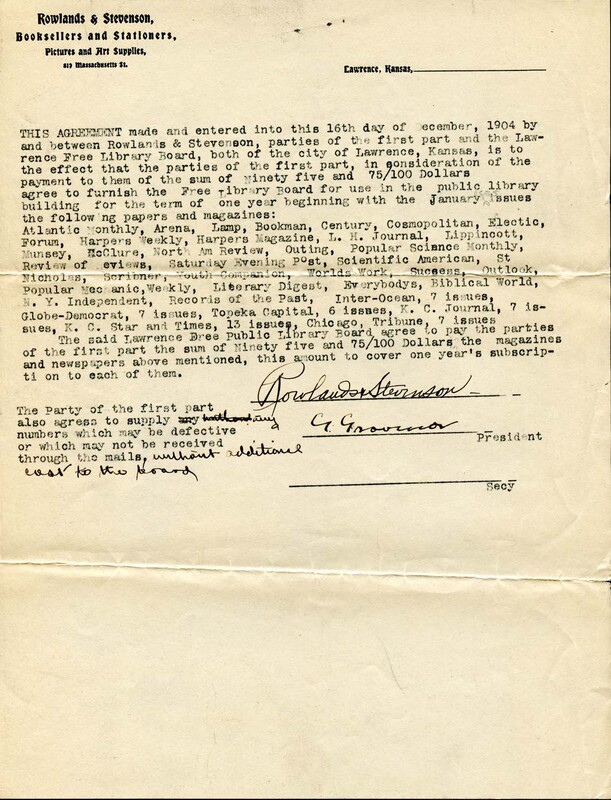 Rowlands & Stevenson,
Booksellers and Stationers,
Pictures and Art Supplies,
819 Massachusetts St.
Lawrence, Kansas,
THIS AGREEMENT made and entered into this 16th day of December, 1904 by
and between Rowlands & Stevenson, parties of the first part and the Law-
rence Free Library Board, both of the city of Lawrence, Kansas, is to
the effect that the parties of the first part, in consideration of the
payment to them of the sum of Ninety five and 75/100 Dollars
agree to furnish the Free Library Board for use in the public library
building for the term of one year beginning with the January issues
the following papers and magazines:
Atlantic Monthly, Arena, Lamp, Bookman, Century, Cosmopolitan, Electic,
Forum, Harpers Weekly, Harpers Magazine, L. H. Journal, Lippincott,
Munsey, McClure, North Am Review, Outing, Popular Science Monthly,
Review of eviews, Saturday Evening Post, Scientific American, St
Nicholas, Scribner, Youth Companion, Worlds Work, Success, Outlook,
Popular Mechanic,Weekly, Literary Digest, Everybodys, Biblical World,
N. Y. Independent, Records of the Past, Inter-Ocean, 7 issues,
Globe-Democrat, 7 issues, Topeka Capital, 6 issues, K. C. Journal, 7 is-
sues, K. C. Star and Times, 13 issues, Chicago, Tribune, 7 issues
The said Lawrence Free Public Library Board agree to pay the parties
of the first part the sum of Ninety five and 75/100 Dollars the magazines
and newspapers above mentioned, this amount to cover one year's subscrip-
ti on to each of them.
Rowlands & Stevenson
The Party of the first part
also agress to supply any without any
numbers which may be defective
or which may not be received
through the mails, without additional
cost to the board
G Grovenor
President
Secy